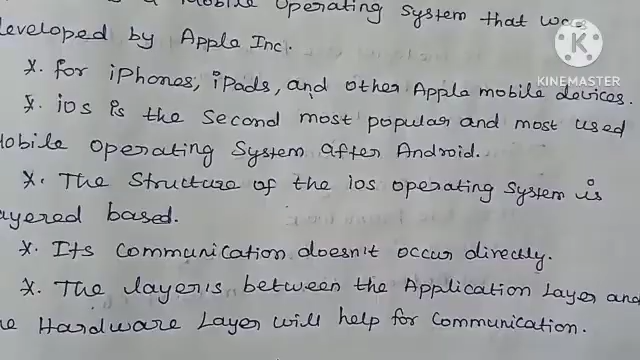 a Mobile Operating System that was
developed by Apple Inc.
*. for iPhones, iPads, and other Apple mobile devices.
*. ios is the Second most popular and most used
Mobile Operating System after Android.
*. The Structure of the ios operating System is
layered based.
*. Its Communication doesn't occur directly.
*. The layer is between the Application Layer and
the Hardware Layer will help for Communication.
KINEMASTER